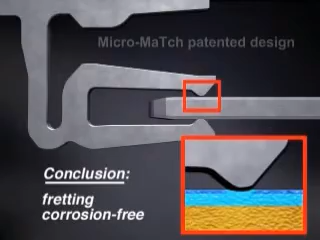 Micro-MaTch patented design
Conclusion:
fretting
corrosion-free